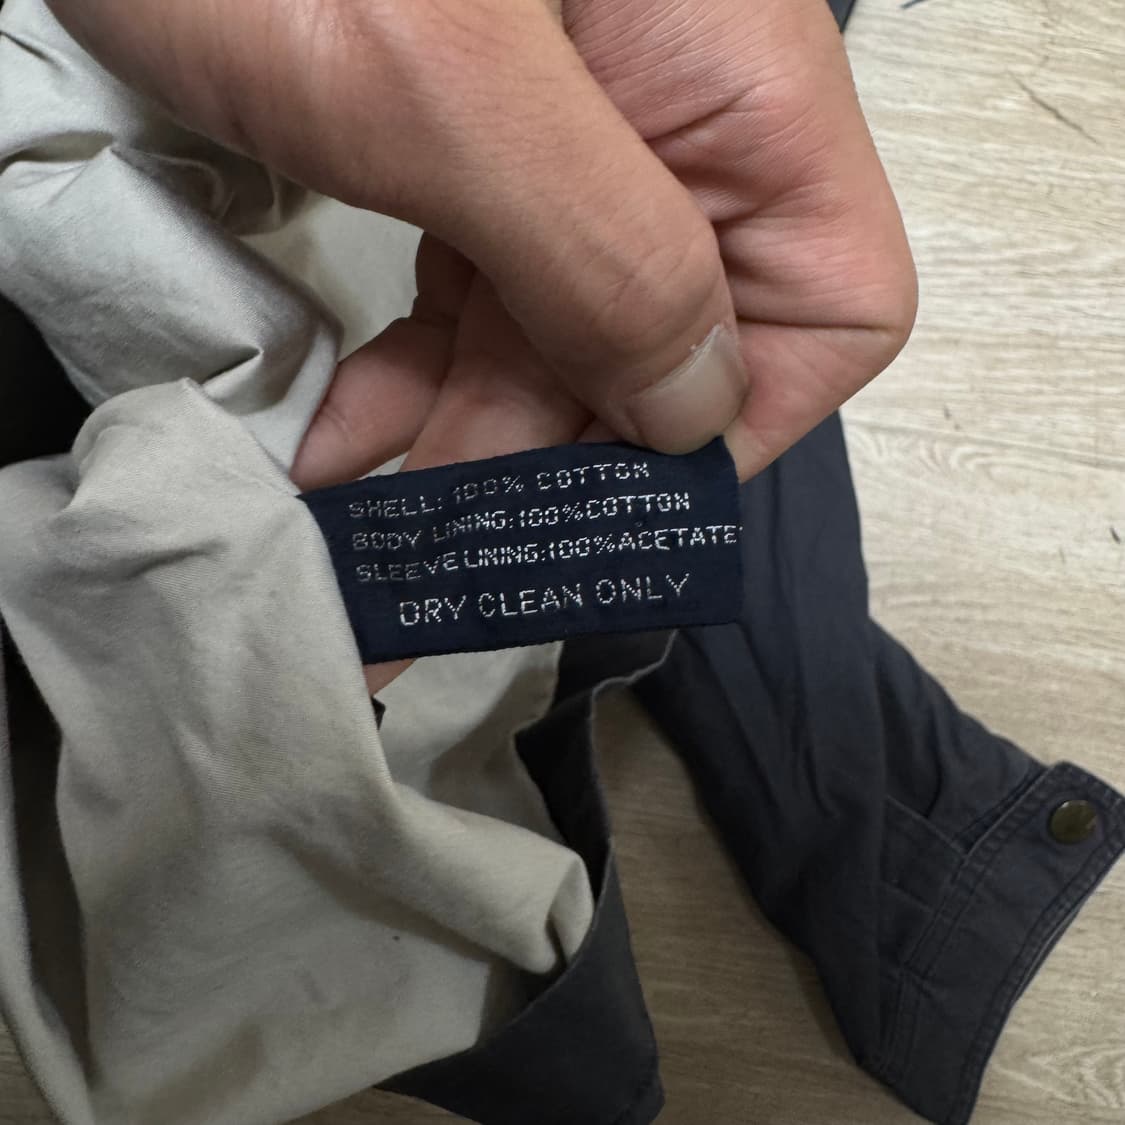 SHELL: 100% COTTON
BODY LINING:100%COTTON
SLEEVE LINING:100%ACETATE
DRY CLEAN ONLY